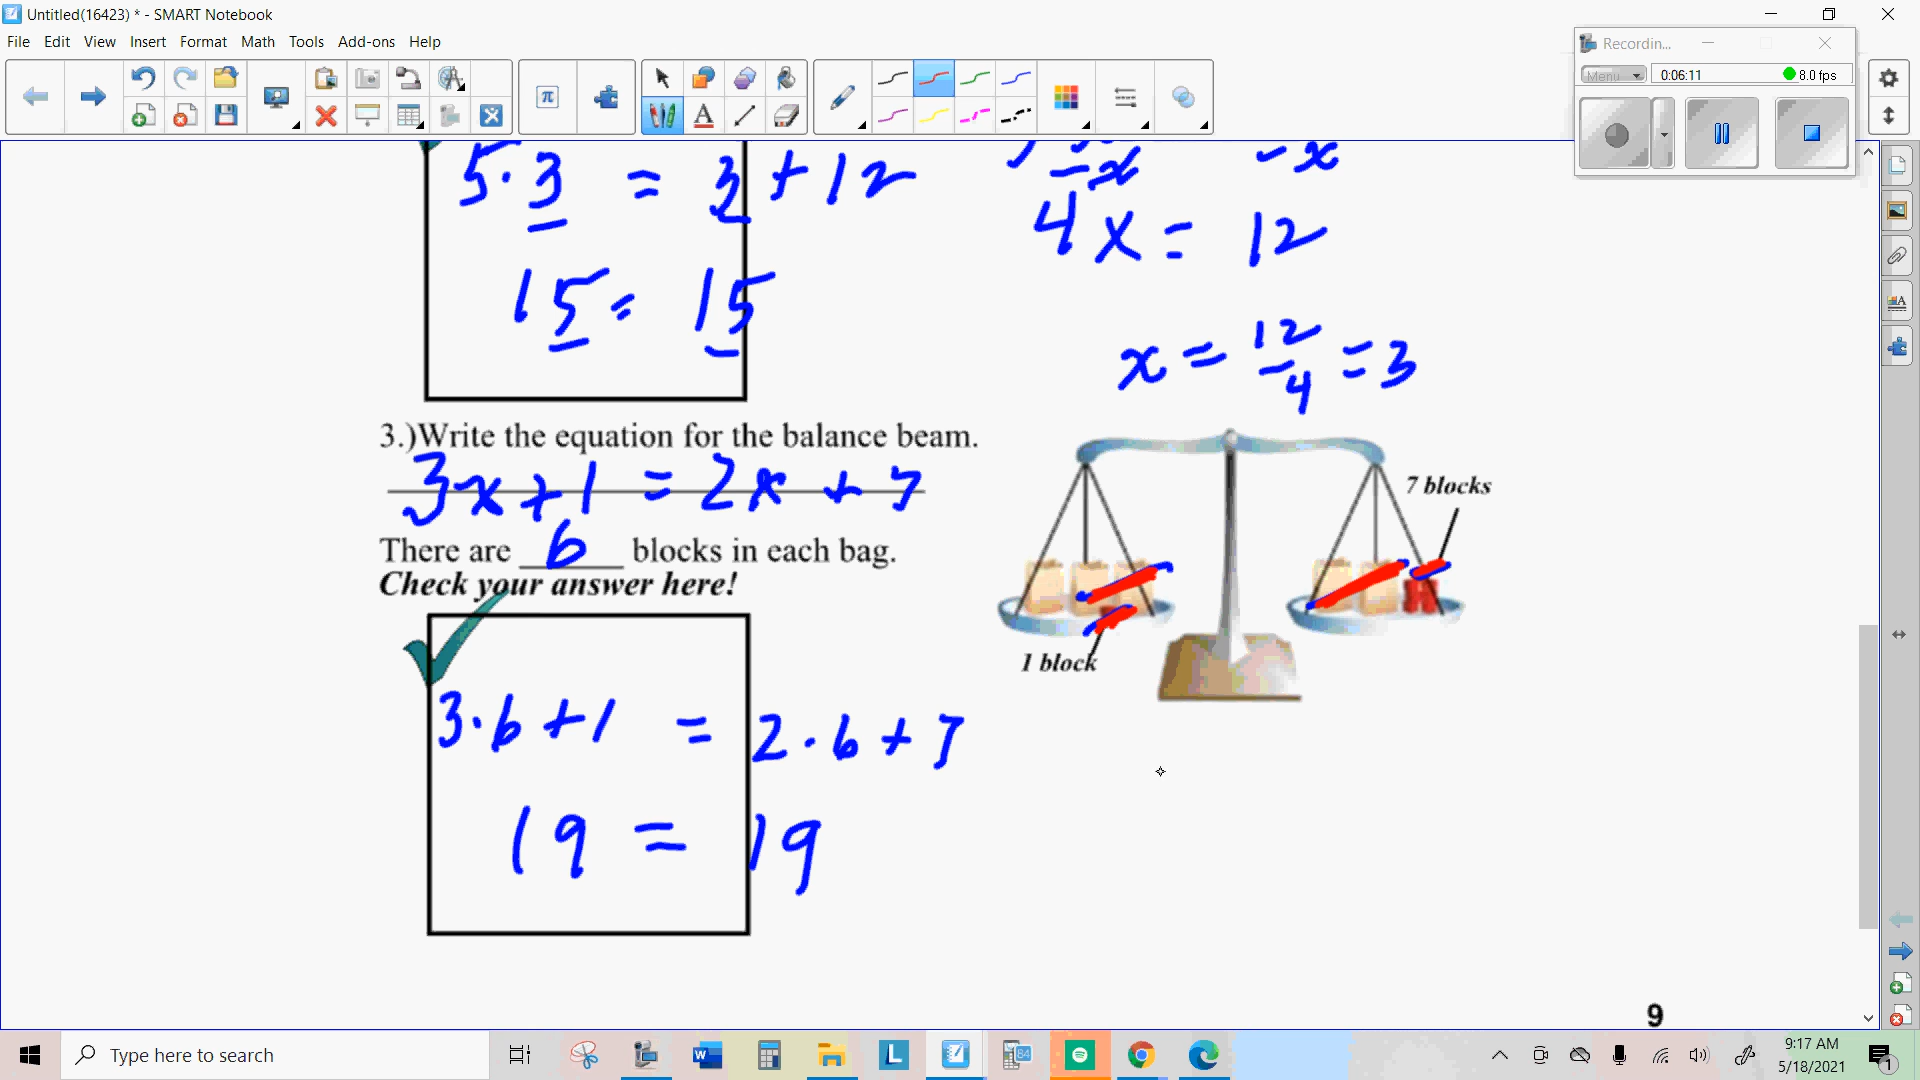 Untitled(16423) * - SMART Notebook
File Edit View Insert Format Math Tools Add-ons Help
Recordin...
Menu 0:06:11 8.0 fps
π
A
5·3 = 3 + 12
-x -x
4x = 12
15 = 15
x = 12/4 = 3
3.)Write the equation for the balance beam.
3x+1 = 2x + 7
7 blocks
There are 6 blocks in each bag.
Check your answer here!
1 block
3·6+1 = 2·6+7
19 = 19
9
Type here to search
W
L
84
9:17 AM
5/18/2021
1